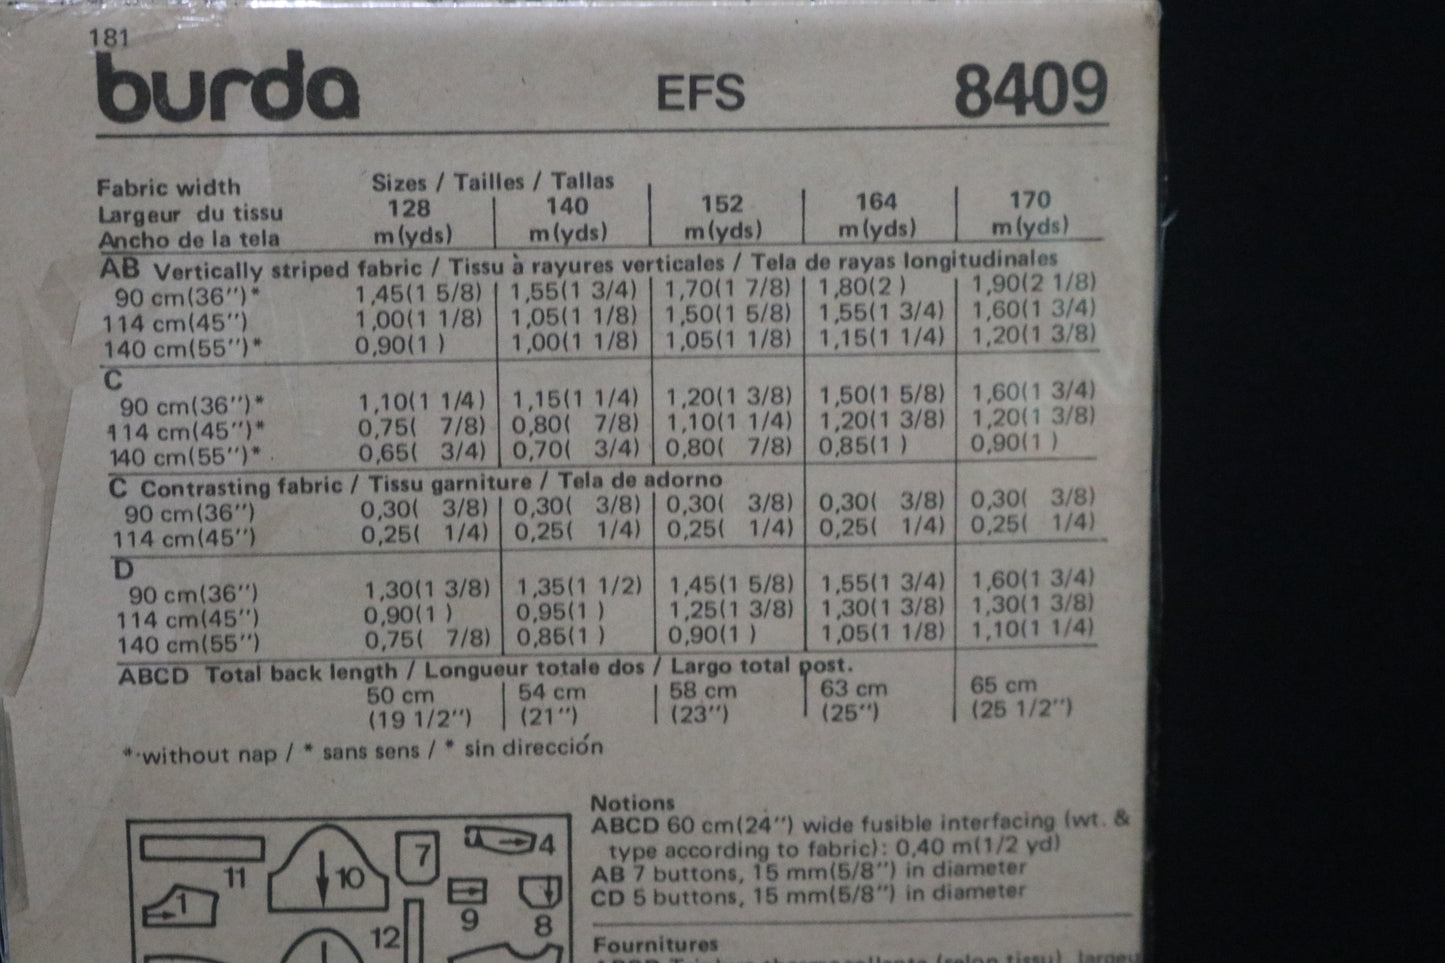 181
burda EFS 8409
Fabric width Sizes / Tailles / Tallas
Largeur du tissu 128 140 152 164 170
Ancho de la tela m(yds) m(yds) m(yds) m(yds) m(yds)
AB Vertically striped fabric / Tissu à rayures verticales / Tela de rayas longitudinales
90 cm(36'')* 1,45(1 5/8) 1,55(1 3/4) 1,70(1 7/8) 1,80(2 ) 1,90(2 1/8)
114 cm(45'') 1,00(1 1/8) 1,05(1 1/8) 1,50(1 5/8) 1,55(1 3/4) 1,60(1 3/4)
140 cm(55'')* 0,90(1 ) 1,00(1 1/8) 1,05(1 1/8) 1,15(1 1/4) 1,20(1 3/8)
C
90 cm(36'')* 1,10(1 1/4) 1,15(1 1/4) 1,20(1 3/8) 1,50(1 5/8) 1,60(1 3/4)
114 cm(45'')* 0,75( 7/8) 0,80( 7/8) 1,10(1 1/4) 1,20(1 3/8) 1,20(1 3/8)
140 cm(55'')* 0,65( 3/4) 0,70( 3/4) 0,80( 7/8) 0,85(1 ) 0,90(1 )
C Contrasting fabric / Tissu garniture / Tela de adorno
90 cm(36'') 0,30( 3/8) 0,30( 3/8) 0,30( 3/8) 0,30( 3/8) 0,30( 3/8)
114 cm(45'') 0,25( 1/4) 0,25( 1/4) 0,25( 1/4) 0,25( 1/4) 0,25( 1/4)
D
90 cm(36'') 1,30(1 3/8) 1,35(1 1/2) 1,45(1 5/8) 1,55(1 3/4) 1,60(1 3/4)
114 cm(45'') 0,90(1 ) 0,95(1 ) 1,25(1 3/8) 1,30(1 3/8) 1,30(1 3/8)
140 cm(55'') 0,75( 7/8) 0,85(1 ) 0,90(1 ) 1,05(1 1/8) 1,10(1 1/4)
ABCD Total back length / Longueur totale dos / Largo total post.
50 cm 54 cm 58 cm 63 cm 65 cm
(19 1/2'') (21'') (23'') (25'') (25 1/2'')
* without nap / * sans sens / * sin dirección
Notions
ABCD 60 cm(24'') wide fusible interfacing (wt. &
type according to fabric): 0,40 m(1/2 yd)
AB 7 buttons, 15 mm(5/8'') in diameter
CD 5 buttons, 15 mm(5/8'') in diameter
Fournitures
11 10 7 4
1 9 8
12